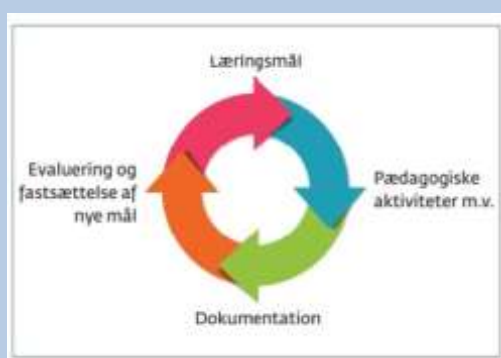 Læringsmål
Pædagogiske
aktiviteter m.v.
Dokumentation
Evaluering og
fastsættelse af
nye mål